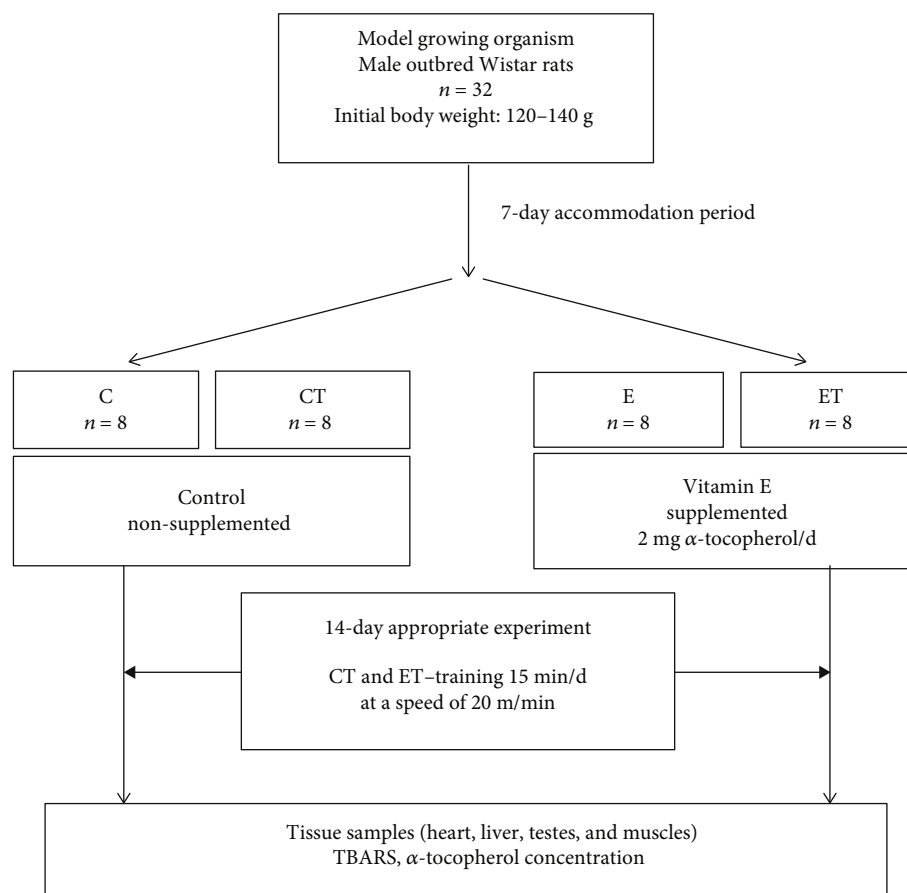 Model growing organism
Male outbred Wistar rats
n = 32
Initial body weight: 120–140 g
7-day accommodation period
C
n = 8
CT
n = 8
E
n = 8
ET
n = 8
Control
non-supplemented
Vitamin E
supplemented
2 mg α-tocopherol/d
14-day appropriate experiment
CT and ET–training 15 min/d
at a speed of 20 m/min
Tissue samples (heart, liver, testes, and muscles)
TBARS, α-tocopherol concentration